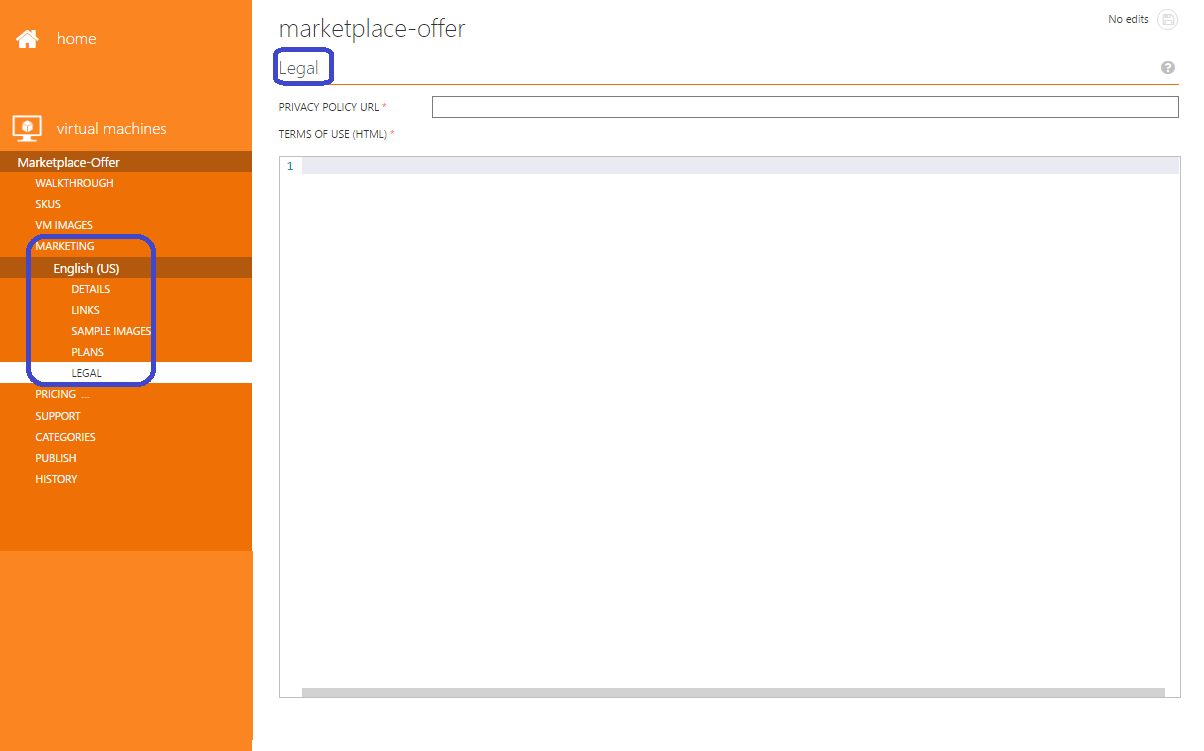 home
virtual machines
Marketplace-Offer
WALKTHROUGH
SKUS
VM IMAGES
MARKETING
English (US)
DETAILS
LINKS
SAMPLE IMAGES
PLANS
LEGAL
PRICING ...
SUPPORT
CATEGORIES
PUBLISH
HISTORY
marketplace-offer
No edits
Legal
?
PRIVACY POLICY URL *
TERMS OF USE (HTML) *
1